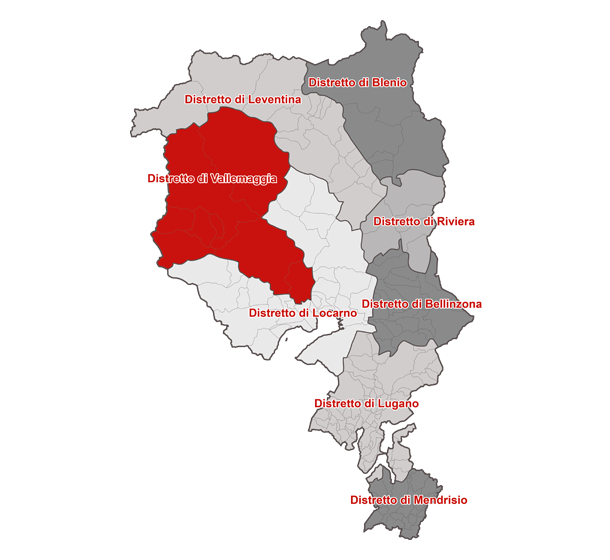 Distretto di Blenio
Distretto di Leventina
Distretto di Vallemaggia
Distretto di Riviera
Distretto di Bellinzona
Distretto di Locarno
Distretto di Lugano
Distretto di Mendrisio